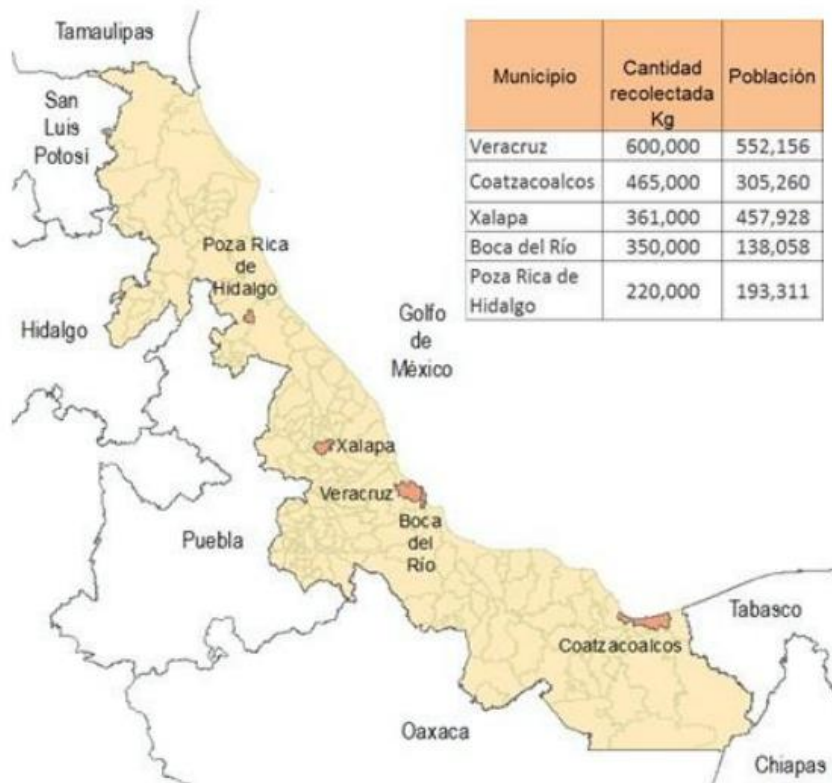 Tamaulipas
San
Luis
Potosí
Poza Rica
de
Hidalgo
Hidalgo
Golfo
de
México
Xalapa
Veracruz
Boca
del
Río
Puebla
Tabasco
Coatzacoalcos
Oaxaca
Chiapas
Municipio
Cantidad
recolectada
Kg
Población
Veracruz 600,000 552,156
Coatzacoalcos 465,000 305,260
Xalapa 361,000 457,928
Boca del Río 350,000 138,058
Poza Rica de
Hidalgo 220,000 193,311